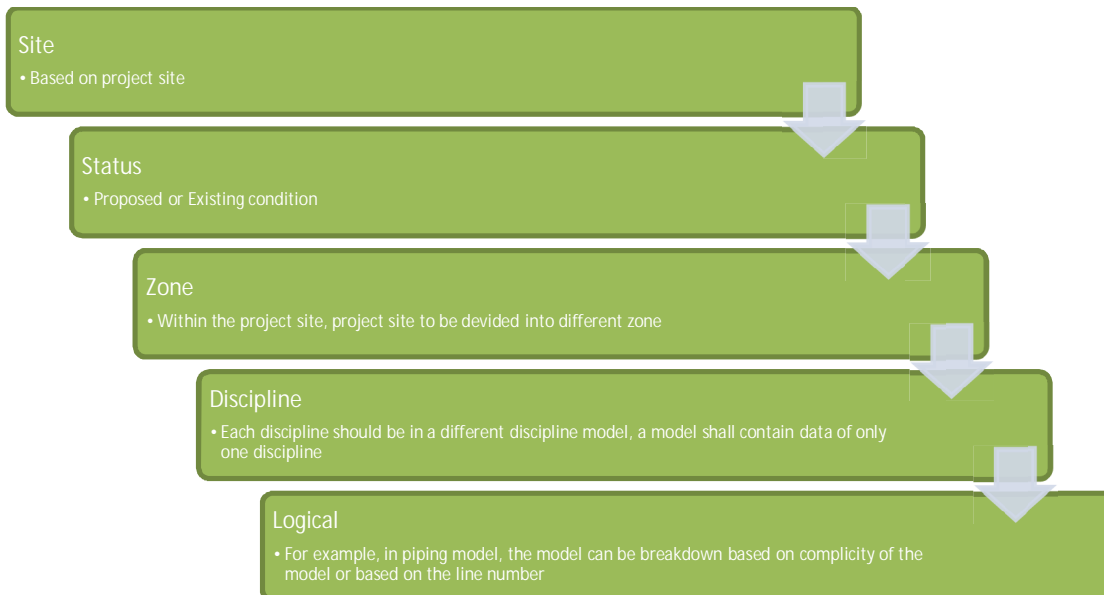 Site
• Based on project site
Status
• Proposed or Existing condition
Zone
• Within the project site, project site to be devided into different zone
Discipline
• Each discipline should be in a different discipline model, a model shall contain data of only
one discipline
Logical
• For example, in piping model, the model can be breakdown based on complicity of the
model or based on the line number